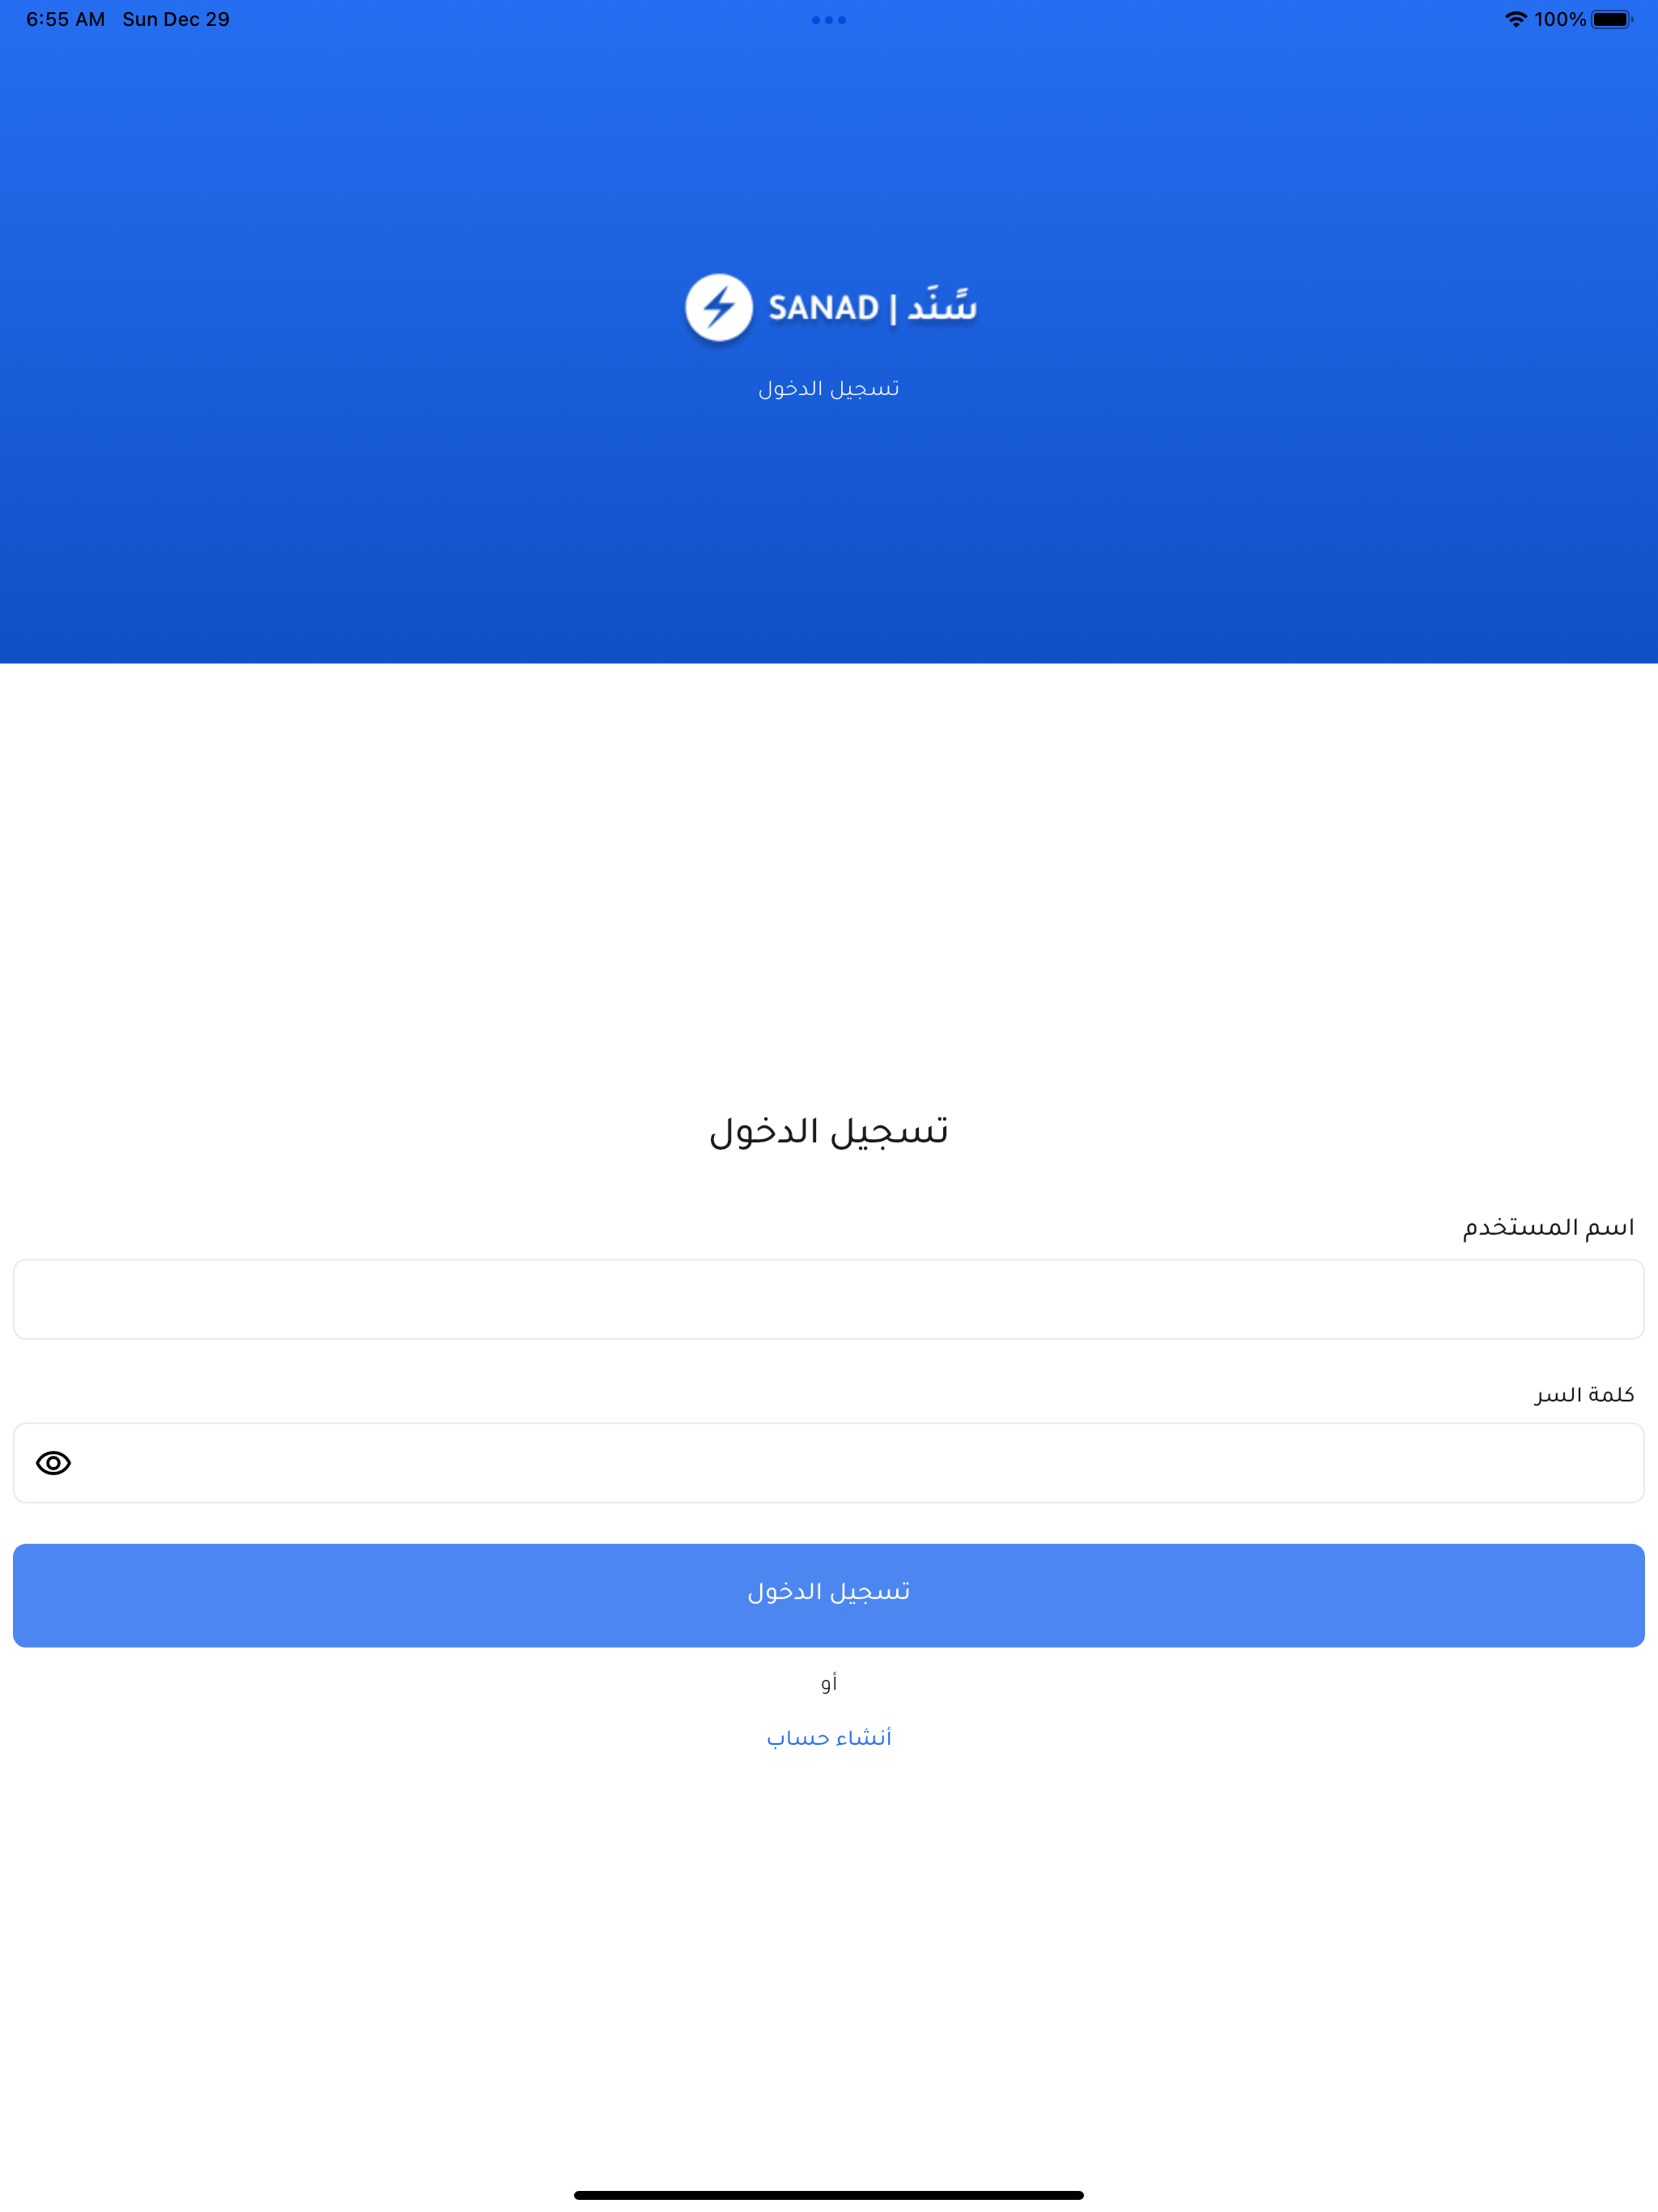 6:55 AM Sun Dec 29
100%
SANAD | سًنَد
تسجيل الدخول
تسجيل الدخول
اسم المستخدم
كلمة السر
تسجيل الدخول
أو
أنشاء حساب